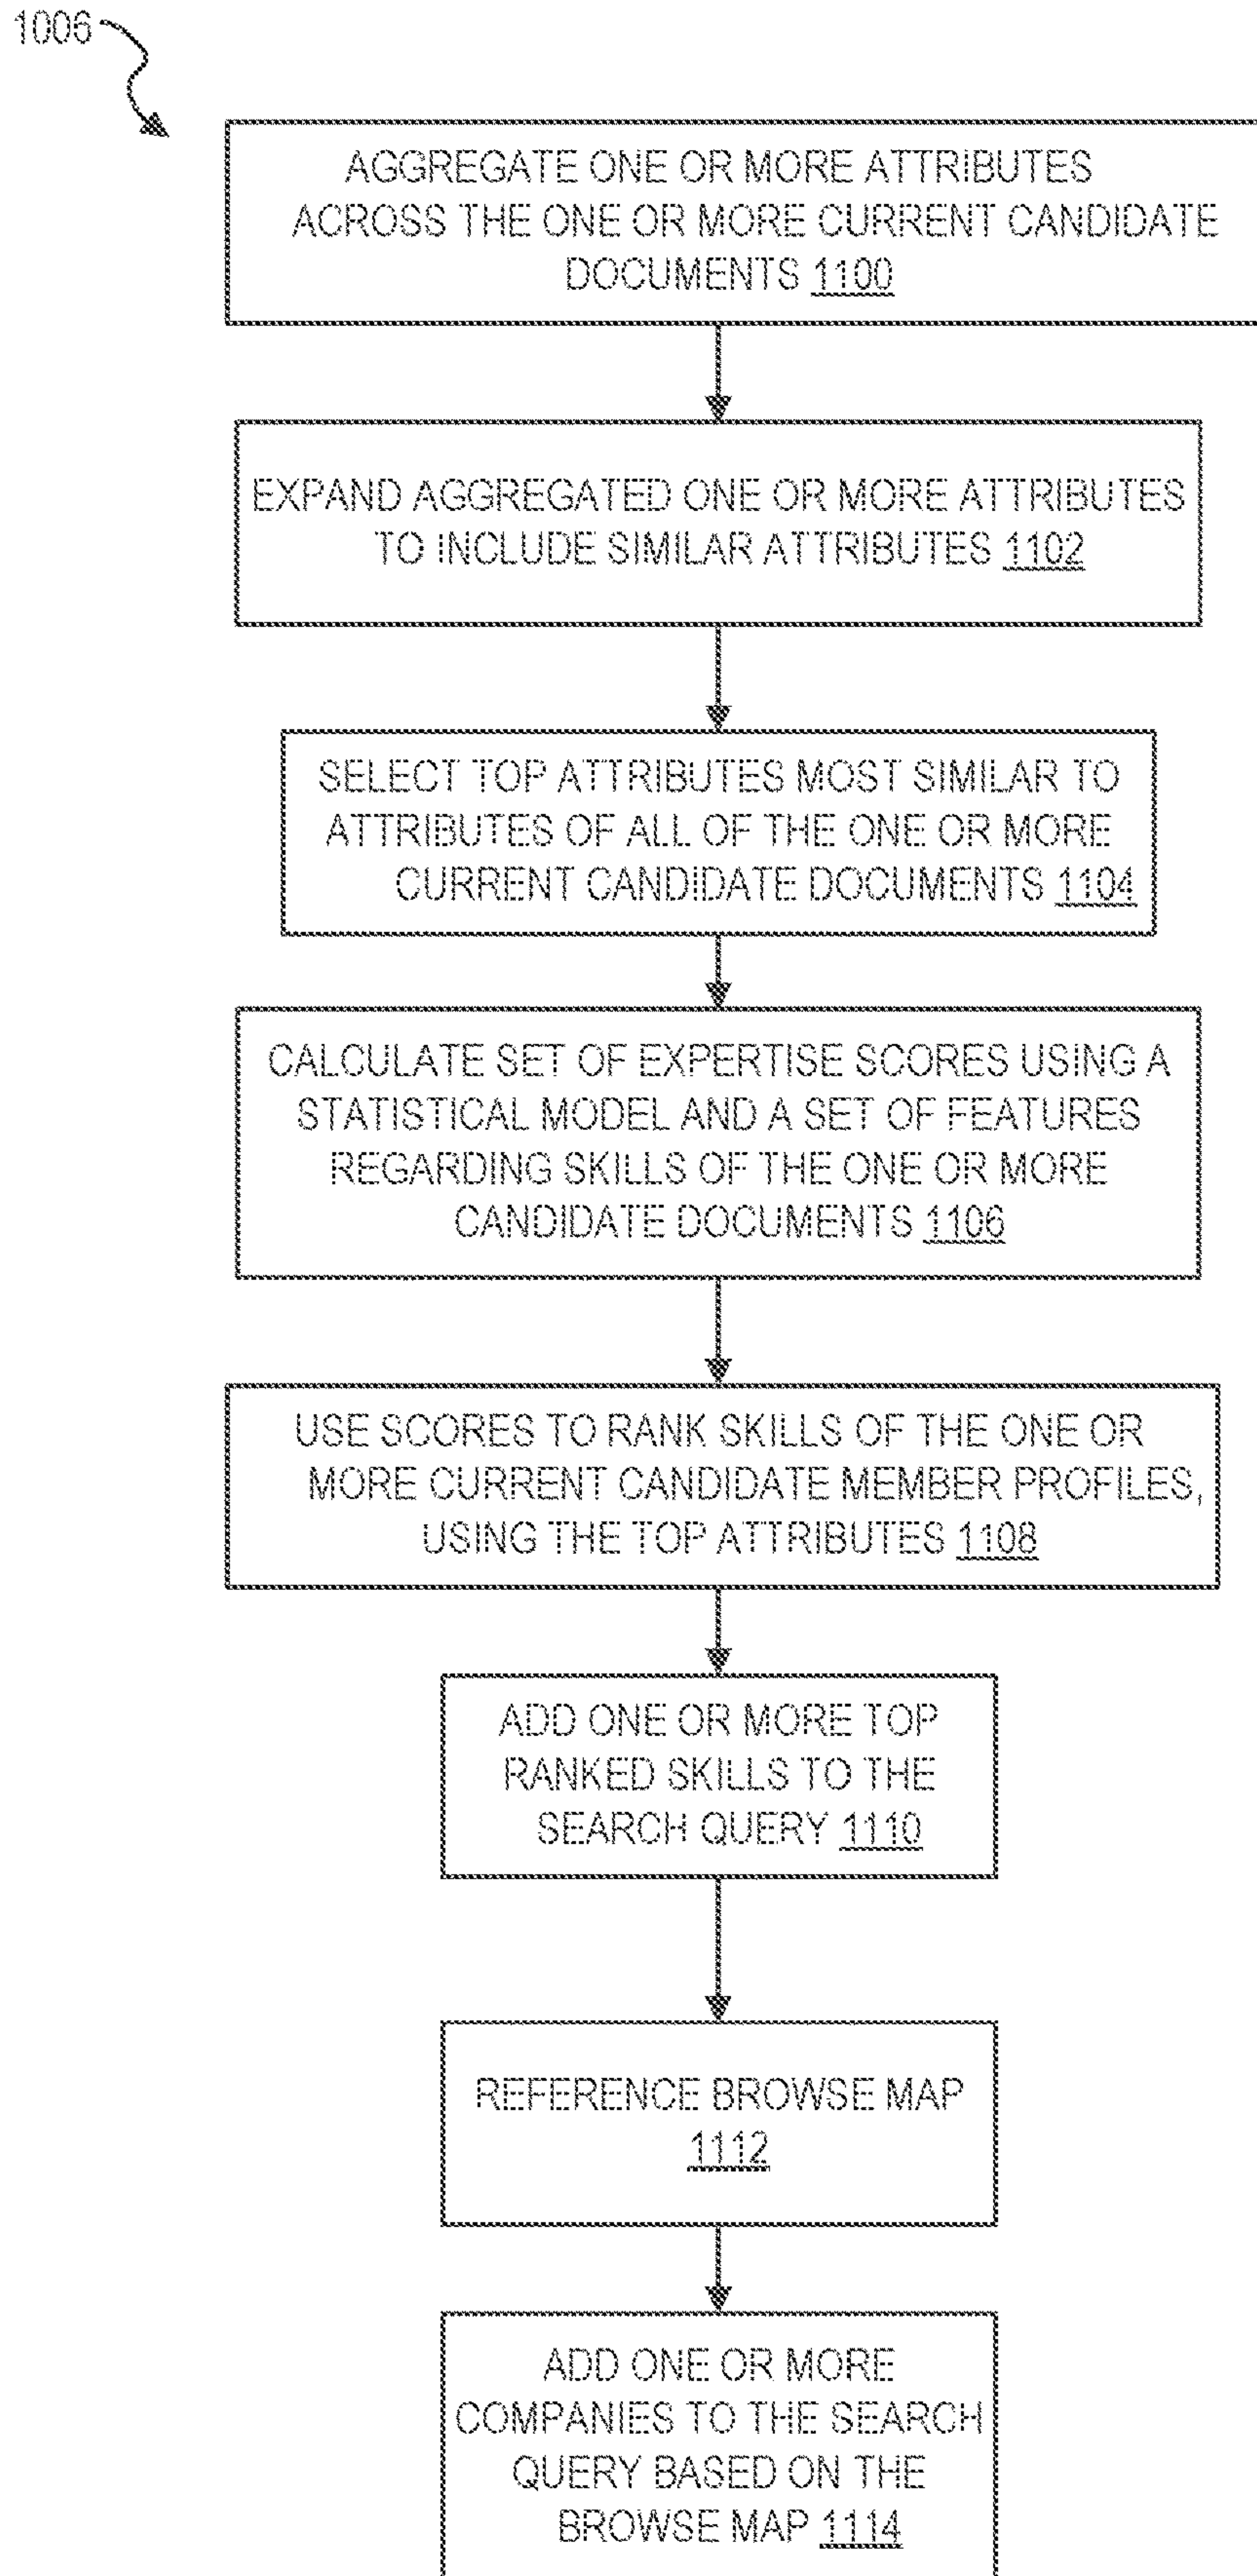 1006
AGGREGATE ONE OR MORE ATTRIBUTES
ACROSS THE ONE OR MORE CURRENT CANDIDATE
DOCUMENTS 1100
EXPAND AGGREGATED ONE OR MORE ATTRIBUTES
TO INCLUDE SIMILAR ATTRIBUTES 1102
SELECT TOP ATTRIBUTES MOST SIMILAR TO
ATTRIBUTES OF ALL OF THE ONE OR MORE
CURRENT CANDIDATE DOCUMENTS 1104
CALCULATE SET OF EXPERTISE SCORES USING A
STATISTICAL MODEL AND A SET OF FEATURES
REGARDING SKILLS OF THE ONE OR MORE
CANDIDATE DOCUMENTS 1106
USE SCORES TO RANK SKILLS OF THE ONE OR
MORE CURRENT CANDIDATE MEMBER PROFILES,
USING THE TOP ATTRIBUTES 1108
ADD ONE OR MORE TOP
RANKED SKILLS TO THE
SEARCH QUERY 1110
REFERENCE BROWSE MAP
1112
ADD ONE OR MORE
COMPANIES TO THE SEARCH
QUERY BASED ON THE
BROWSE MAP 1114